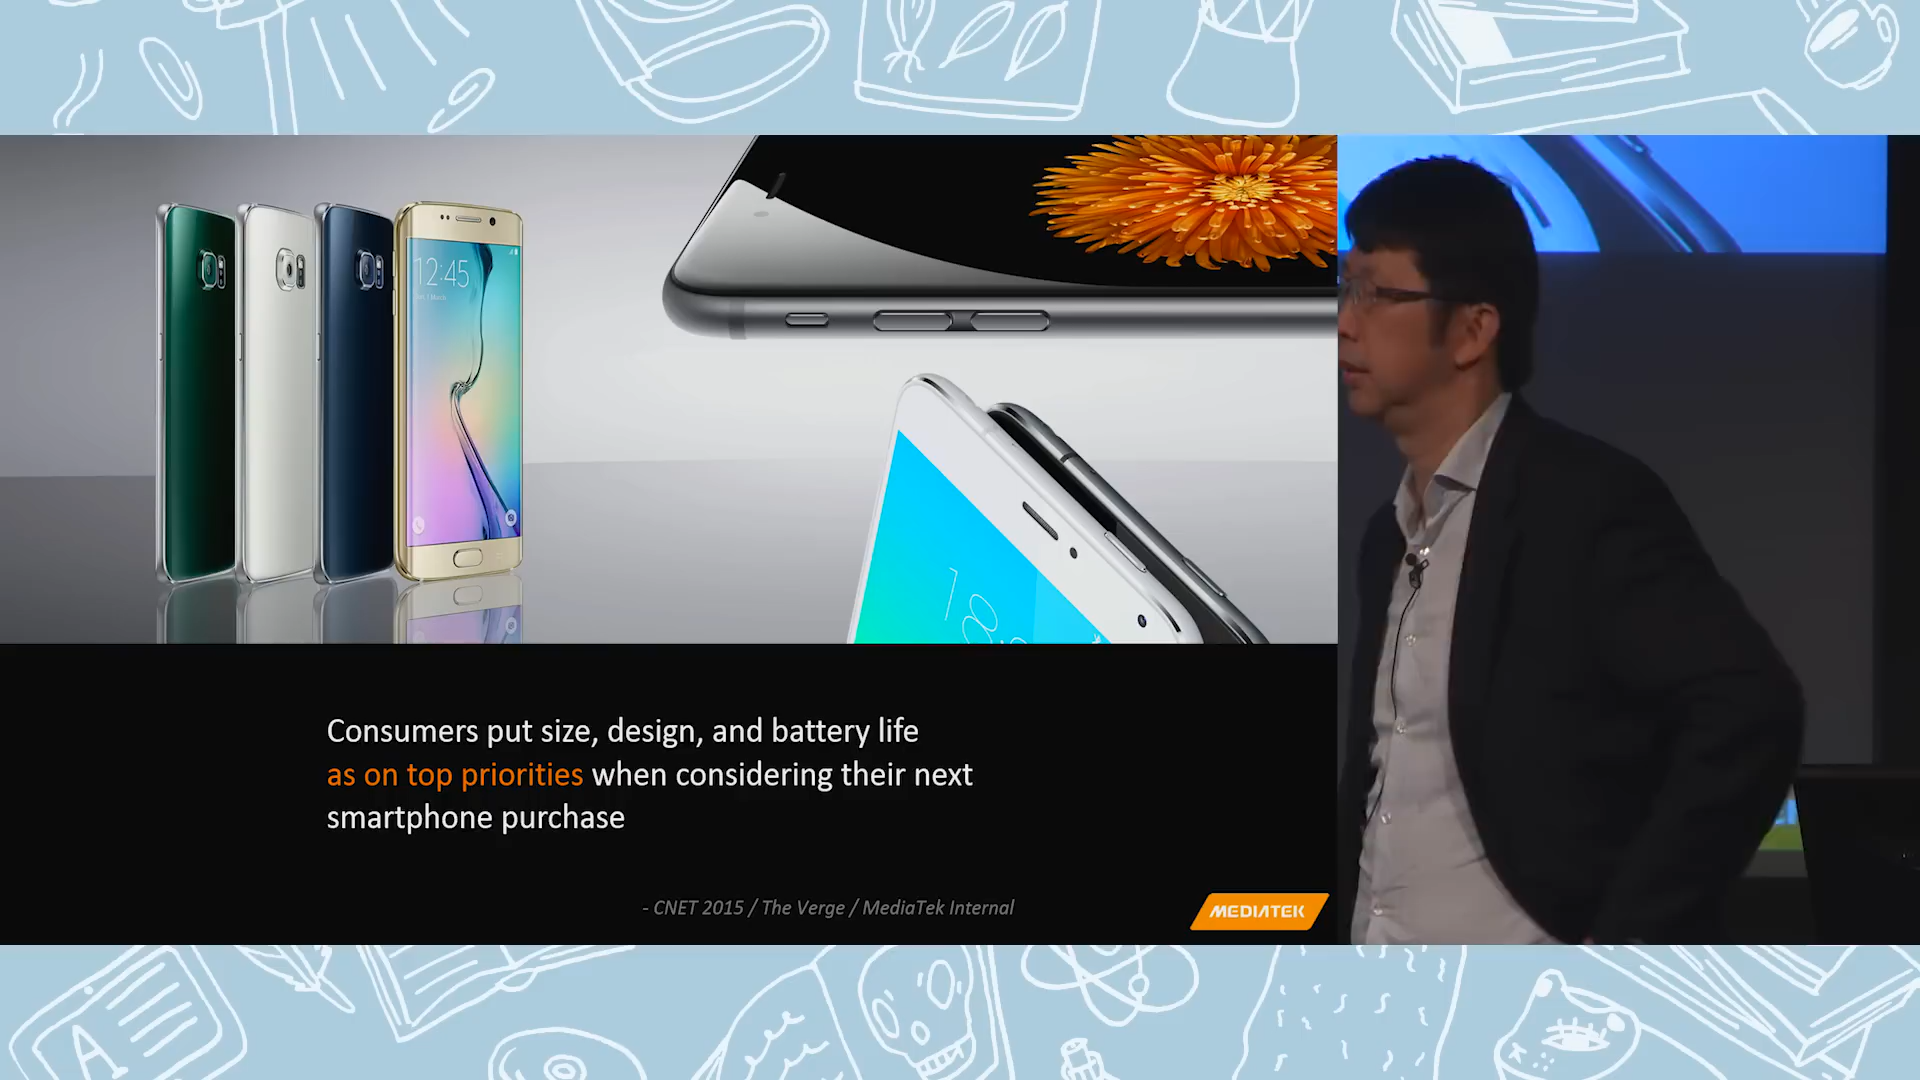 12:45
Consumers put size, design, and battery life
as on top priorities when considering their next
smartphone purchase
- CNET 2015 / The Verge / MediaTek Internal
MEDIATEK
A